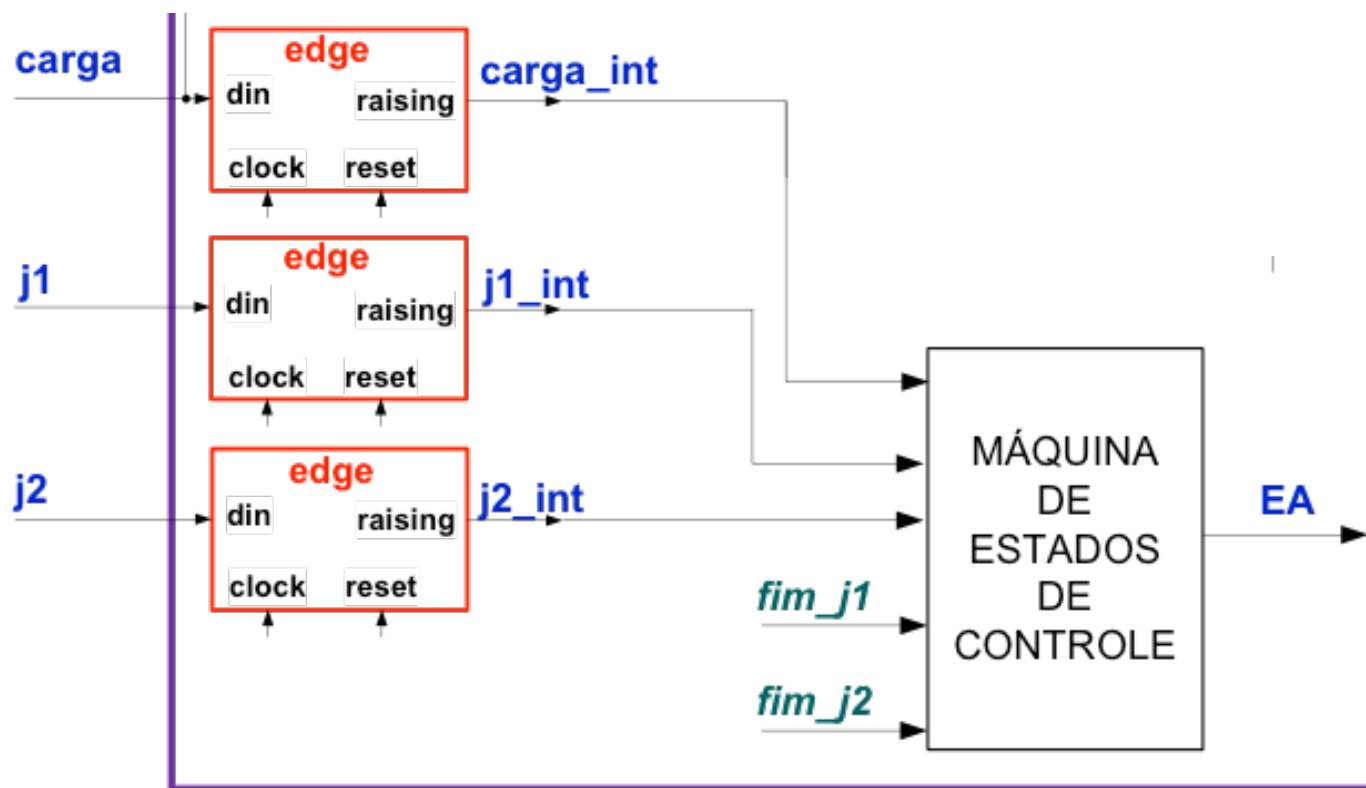 carga
edge
din
raising
clock
reset
carga_int
j1
edge
din
raising
clock
reset
j1_int
j2
edge
din
raising
clock
reset
j2_int
fim_j1
fim_j2
MÁQUINA
DE
ESTADOS
DE
CONTROLE
EA